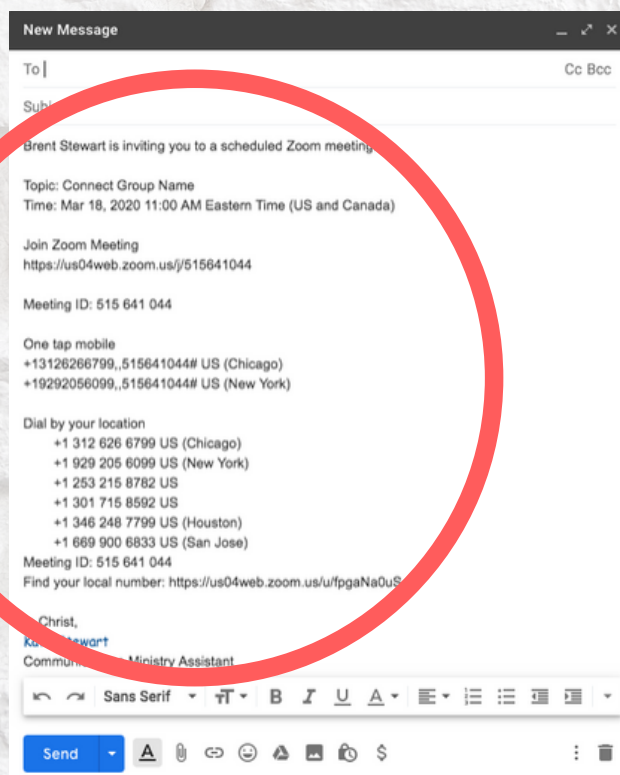 New Message
To
Cc Bcc
Brent Stewart is inviting you to a scheduled Zoom meeting
Topic: Connect Group Name
Time: Mar 18, 2020 11:00 AM Eastern Time (US and Canada)
Join Zoom Meeting
https://us04web.zoom.us/j/515641044
Meeting ID: 515 641 044
One tap mobile
+13126266799,,515641044# US (Chicago)
+19292056099,,515641044# US (New York)
Dial by your location
+1 312 626 6799 US (Chicago)
+1 929 205 6099 US (New York)
+1 253 215 8782 US
+1 301 715 8592 US
+1 346 248 7799 US (Houston)
+1 669 900 6833 US (San Jose)
Meeting ID: 515 641 044
Find your local number: https://us04web.zoom.us/u/fpgaNa0uS
Christ,
Stewart
Ministry Assistant
Sans Serif
Send